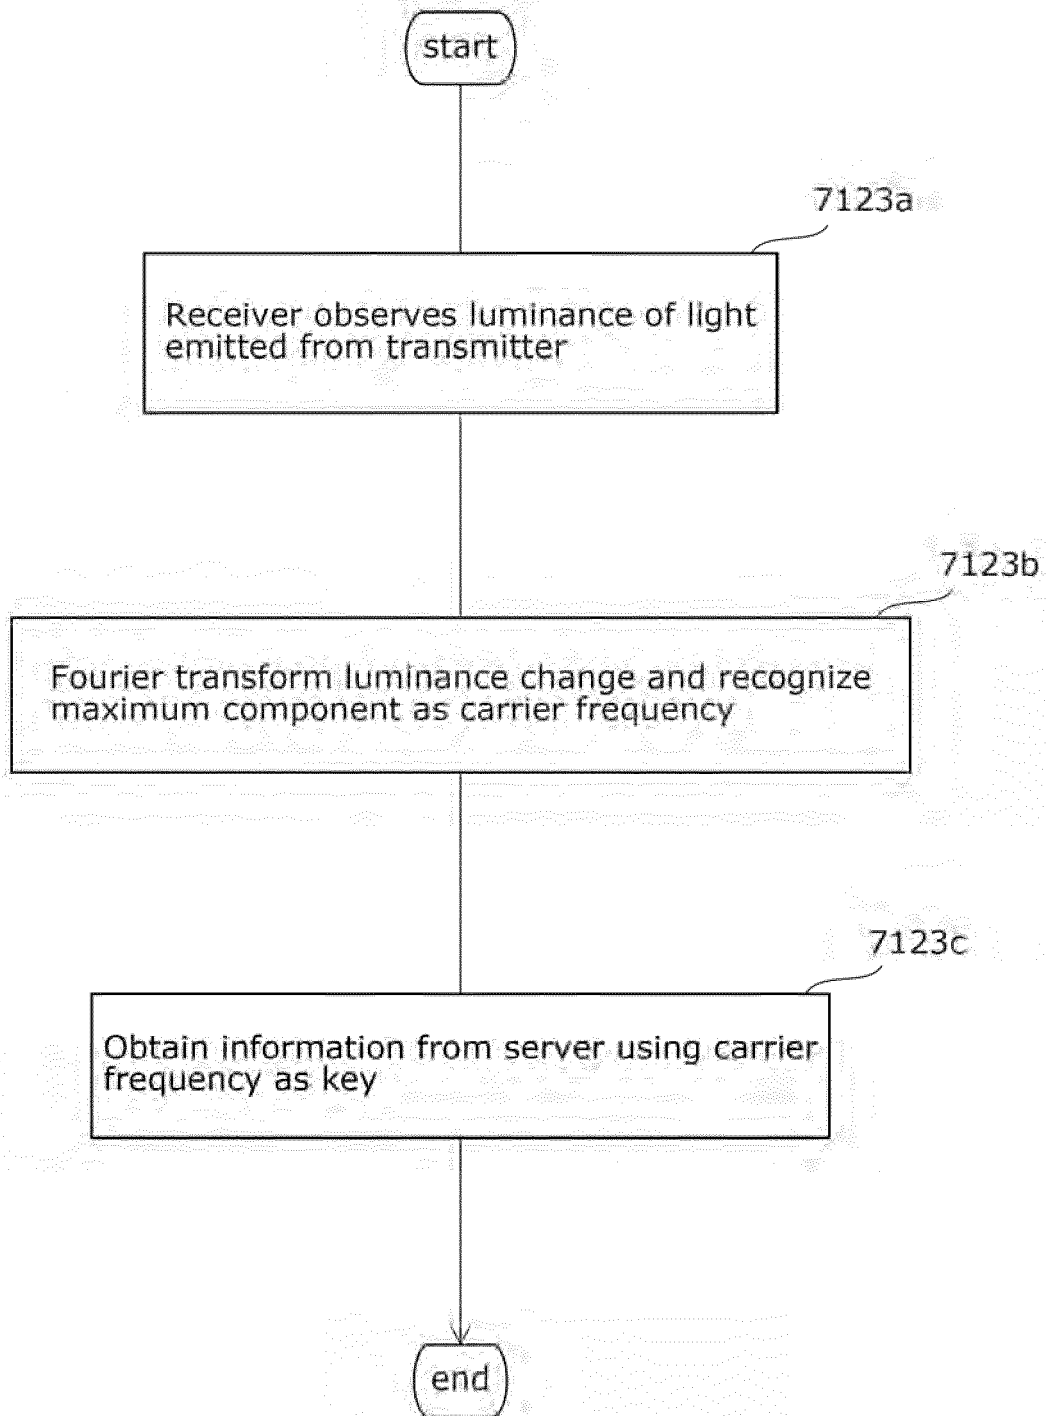 start
7123a
Receiver observes luminance of light
emitted from transmitter
7123b
Fourier transform luminance change and recognize
maximum component as carrier frequency
7123c
Obtain information from server using carrier
frequency as key
end